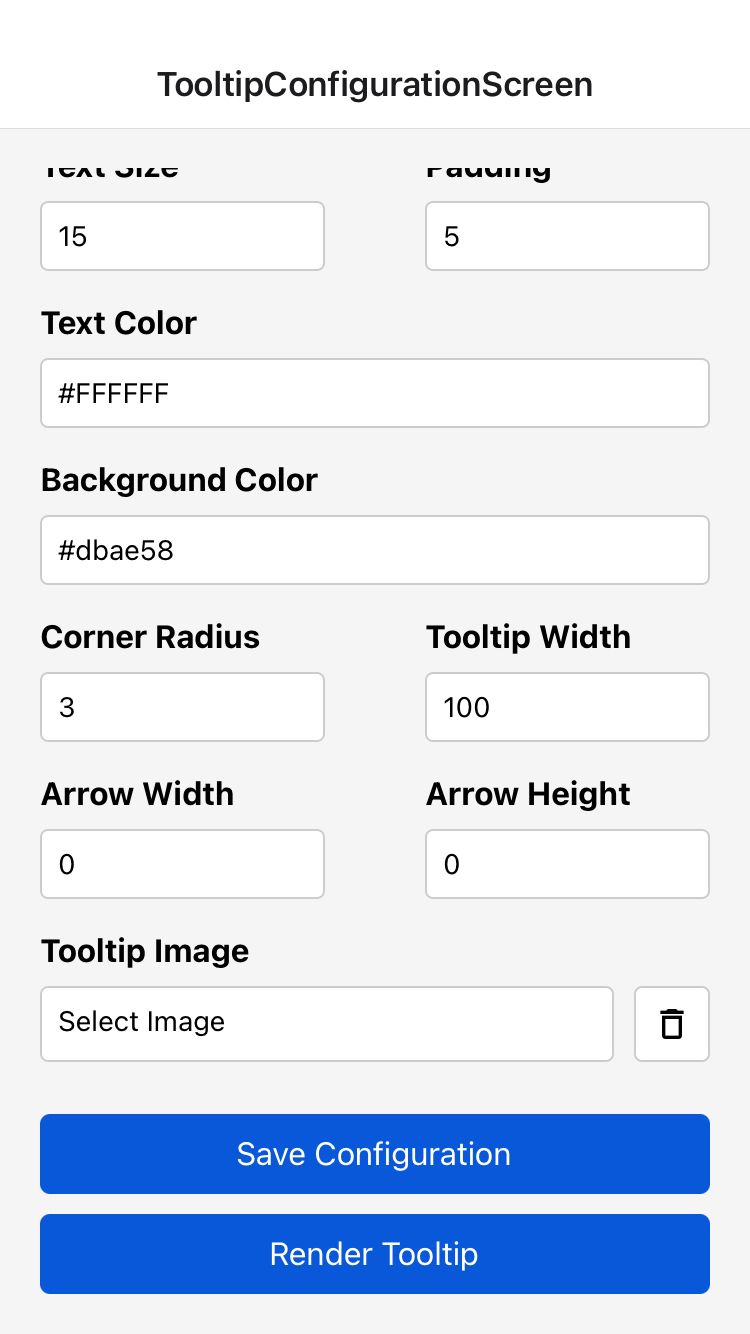 TooltipConfigurationScreen
Text Size Padding
15 5
Text Color
#FFFFFF
Background Color
#dbae58
Corner Radius Tooltip Width
3 100
Arrow Width Arrow Height
0 0
Tooltip Image
Select Image
Save Configuration
Render Tooltip